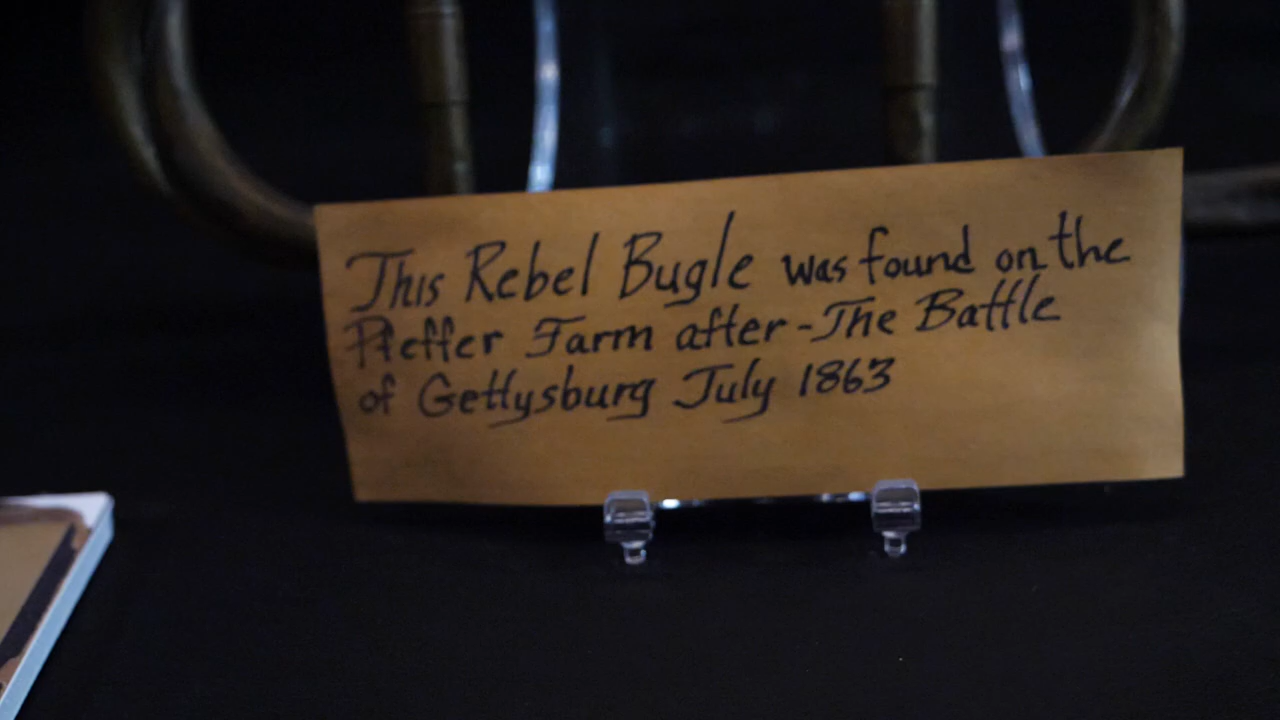 This Rebel Bugle was found on the
Pfeffer Farm after-The Battle
of Gettysburg July 1863